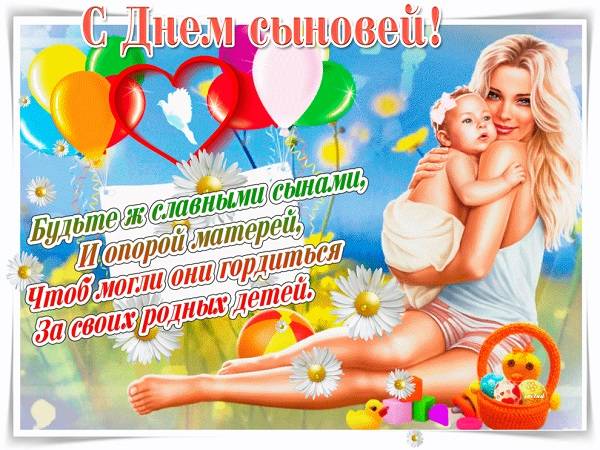 С Днем сыновей!
Будьте ж славными сынами,
И опорой матерей,
Чтоб могли они гордиться
За своих родных детей.